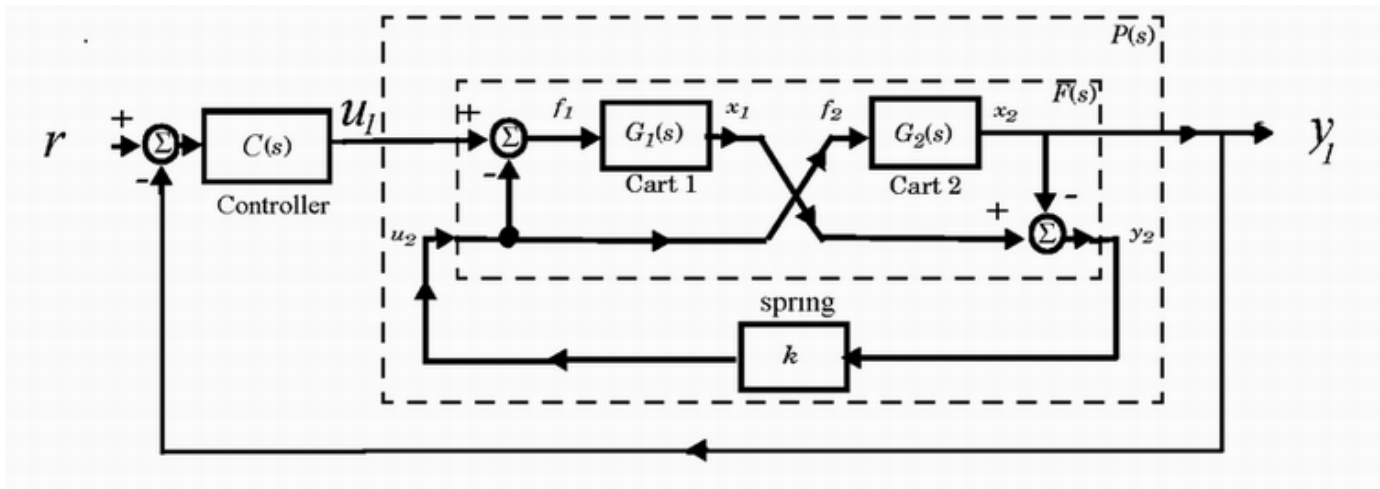 P(s)
F(s)
+
r
-
C(s)
Controller
u1
+
Σ
-
f1
G1(s)
Cart 1
x1
f2
G2(s)
Cart 2
x2
y1
Σ
u2
+
-
Σ
y2
spring
k